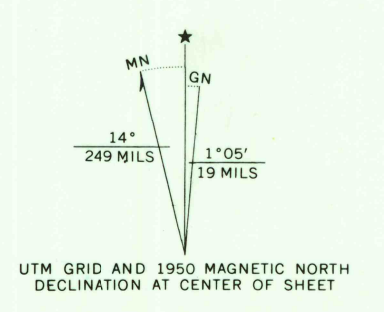 ★
MN
GN
14°
249 MILS
1°05′
19 MILS
UTM GRID AND 1950 MAGNETIC NORTH
DECLINATION AT CENTER OF SHEET